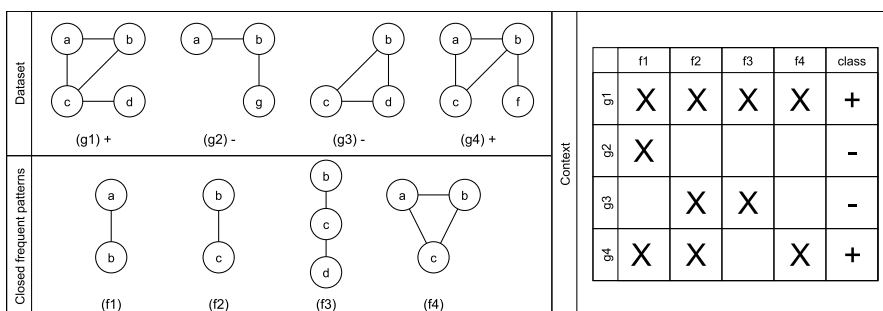 Dataset
a b
c d
(g1) +
a b
g
(g2) -
b
c d
(g3) -
a b
c f
(g4) +
Closed frequent patterns
a
b
(f1)
b
c
(f2)
b
c
d
(f3)
a b
c
(f4)
Context
f1 f2 f3 f4 class
g1 X X X X +
g2 X -
g3 X X -
g4 X X X +